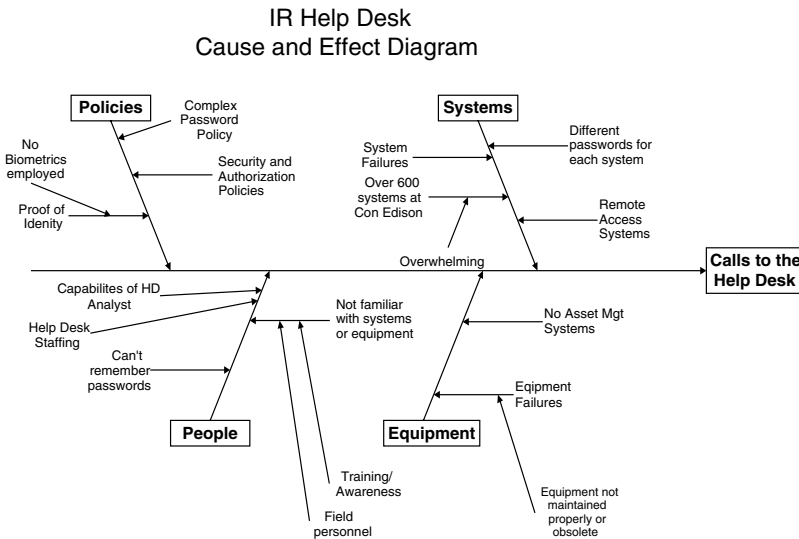 IR Help Desk
Cause and Effect Diagram
Policies
Complex
Password
Policy
No
Biometrics
employed
Security and
Authorization
Policies
Proof of
Idenity
Systems
Different
passwords for
each system
System
Failures
Over 600
systems at
Con Edison
Remote
Access
Systems
Overwhelming
Calls to the
Help Desk
Capabilites of HD
Analyst
Help Desk
Staffing
Not familiar
with systems
or equipment
Can't
remember
passwords
People
Training/
Awareness
Field
personnel
No Asset Mgt
Systems
Eqipment
Failures
Equipment
Equipment not
maintained
properly or
obsolete